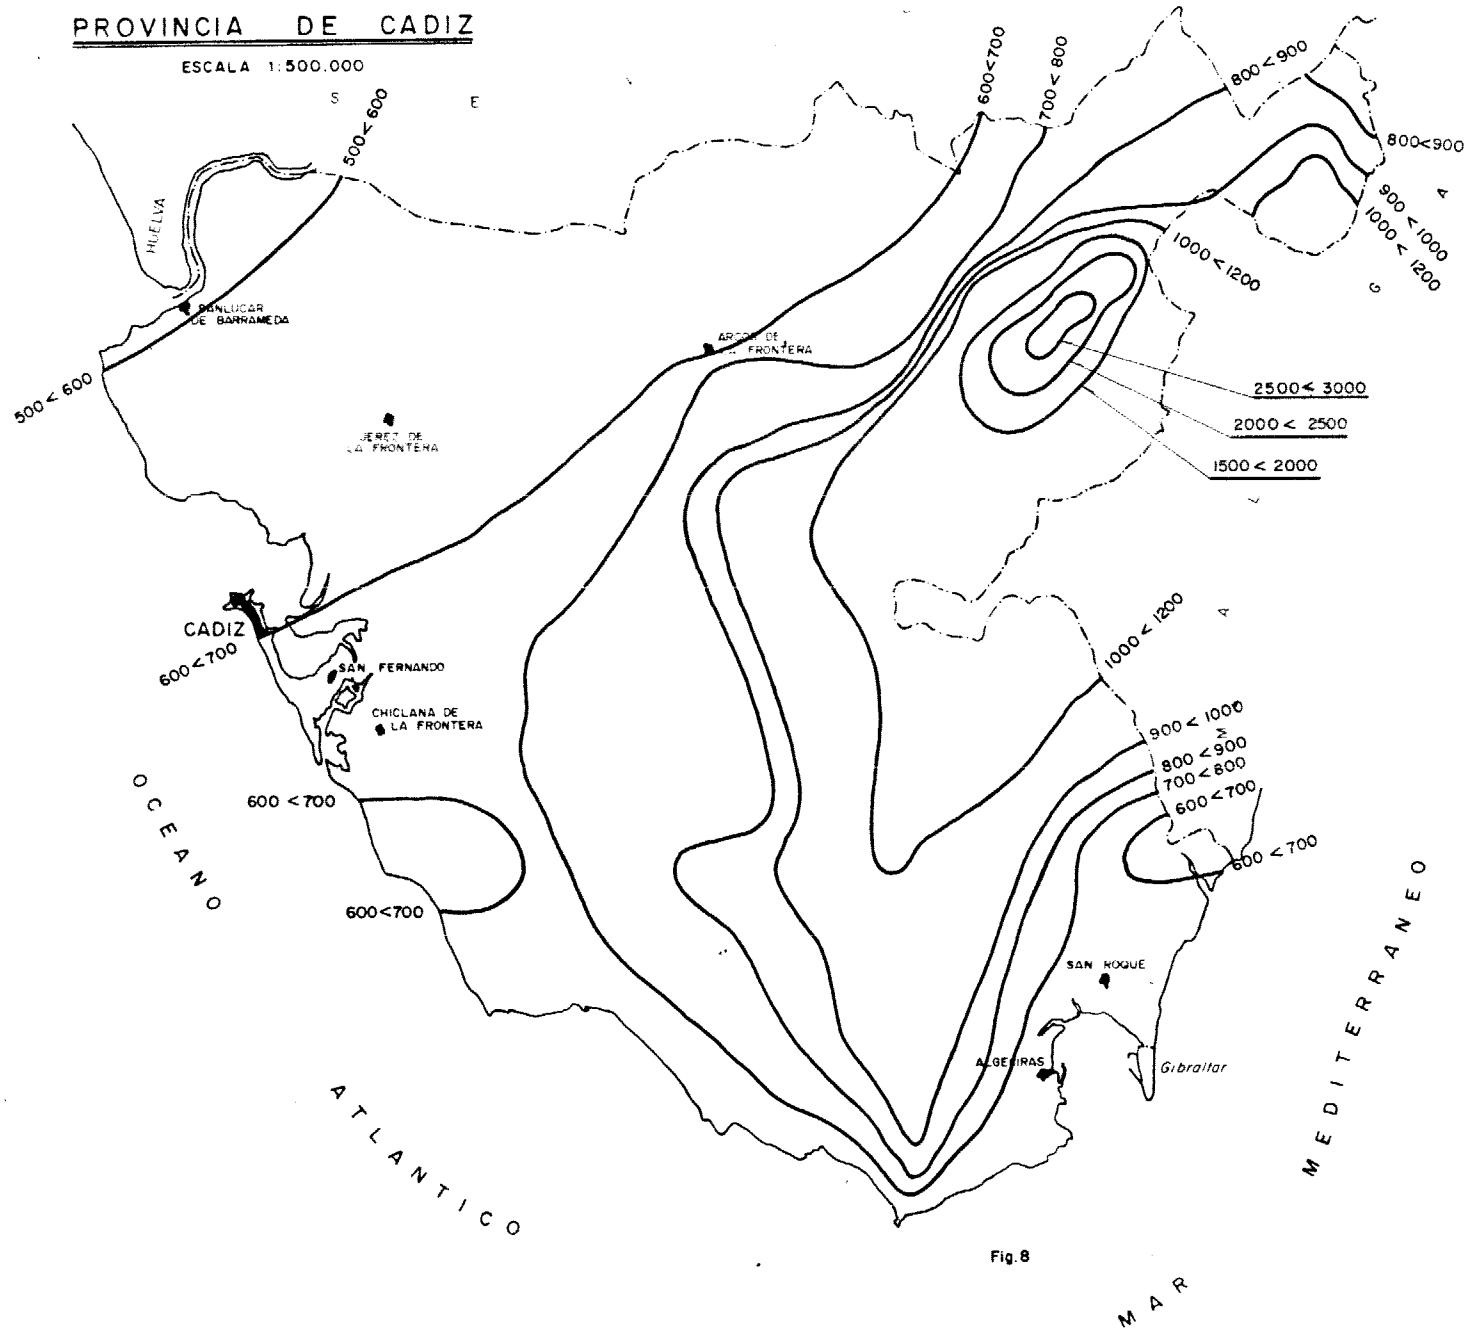 PROVINCIA DE CADIZ
ESCALA 1:500.000
S E
500<600
600<700
700<800
800<900
800<900
900<1000
1000<1200
1000<1200
HUELVA
SANLUCAR
DE BARRAMEDA
500<600
ARCOS DE
LA FRONTERA
JEREZ DE
LA FRONTERA
2500<3000
2000<2500
1500<2000
A
G
L
A
M
CADIZ
600<700
SAN FERNANDO
CHICLANA DE
LA FRONTERA
1000<1200
900<1000
800<900
700<800
600<700
600<700
600<700
600<700
OCEANO
ATLANTICO
SAN ROQUE
ALGECIRAS
Gibraltar
MAR
MEDITERRANEO
Fig. 8